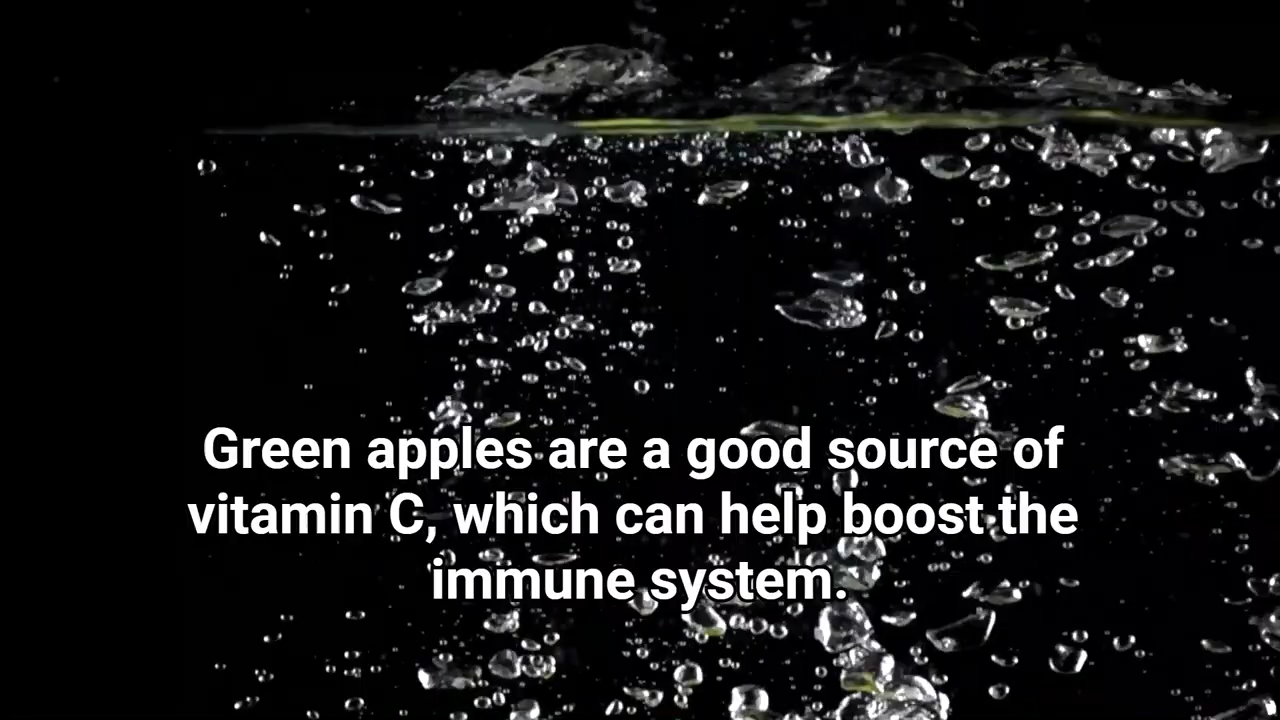 Green apples are a good source of
vitamin C, which can help boost the
immune system.